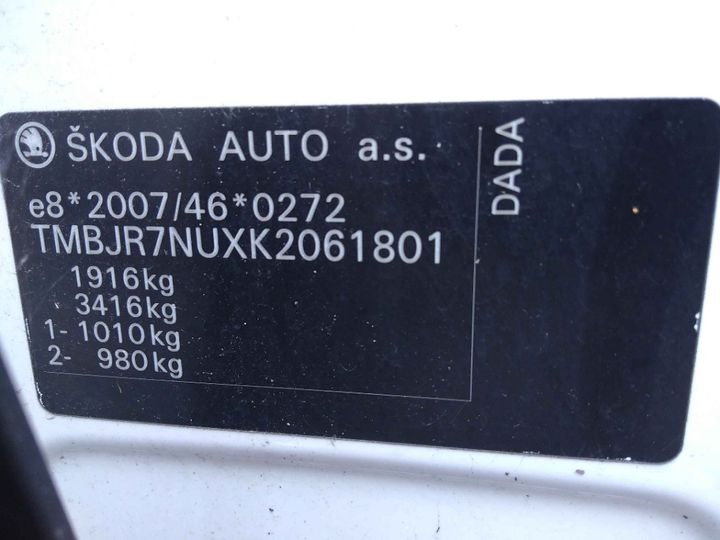 ŠKODA AUTO a.s.
e8*2007/46*0272
TMBJR7NUXK2061801
1916kg
3416kg
1- 1010kg
2- 980kg
DADA